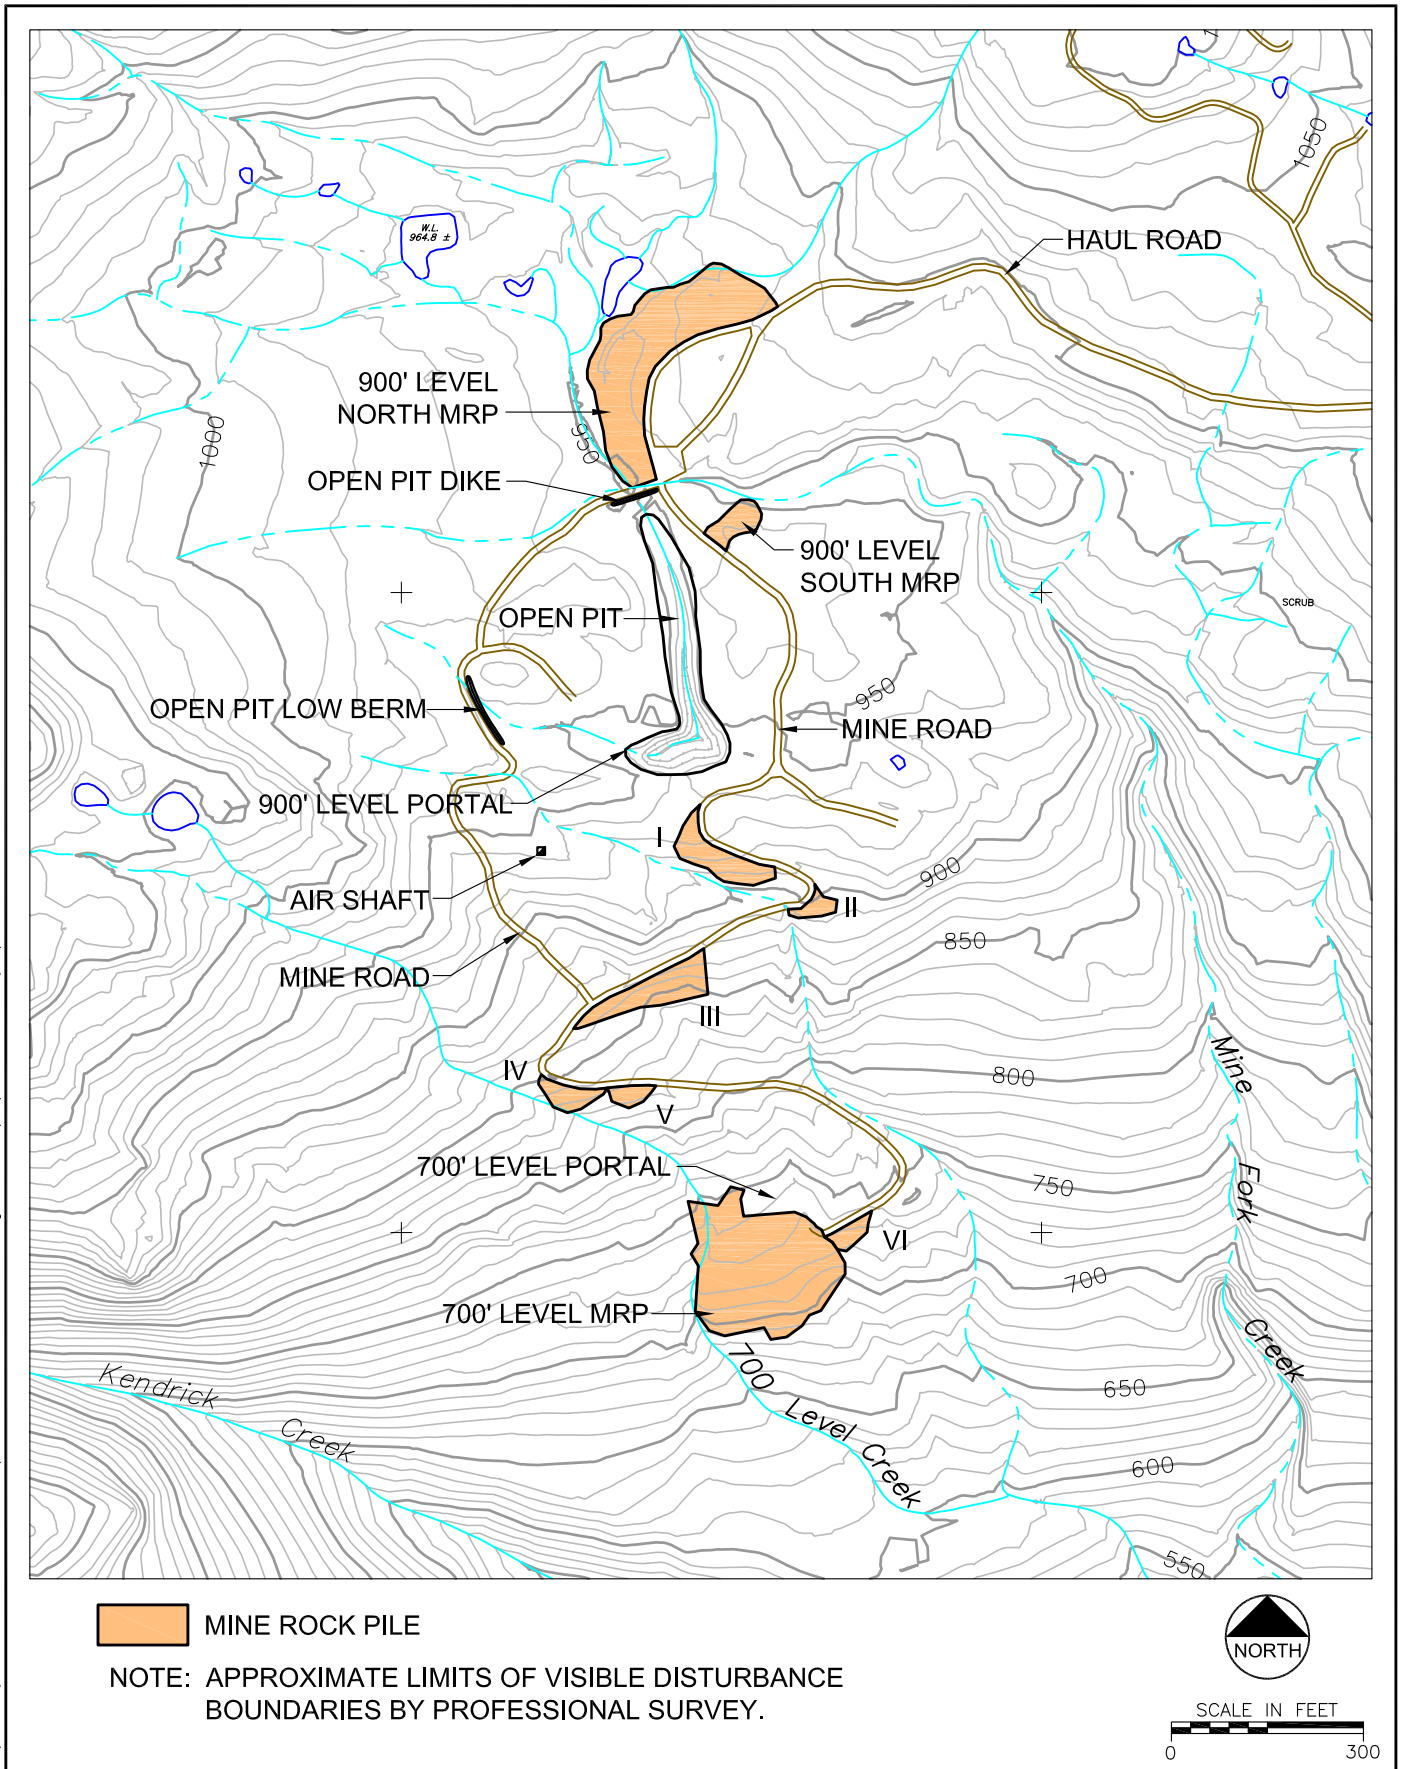 1050
HAUL ROAD
W.L.
964.8 ±
900' LEVEL
NORTH MRP
1000
950
OPEN PIT DIKE
900' LEVEL
SOUTH MRP
SCRUB
OPEN PIT
950
OPEN PIT LOW BERM
MINE ROAD
900' LEVEL PORTAL
I
900
AIR SHAFT
II
850
MINE ROAD
III
IV
800
Mine
V
700' LEVEL PORTAL
750
Fork
VI
700
700' LEVEL MRP
Creek
700
Level
Creek
Kendrick
Creek
650
600
550
MINE ROCK PILE
NOTE: APPROXIMATE LIMITS OF VISIBLE DISTURBANCE
BOUNDARIES BY PROFESSIONAL SURVEY.
NORTH
SCALE IN FEET
0 300